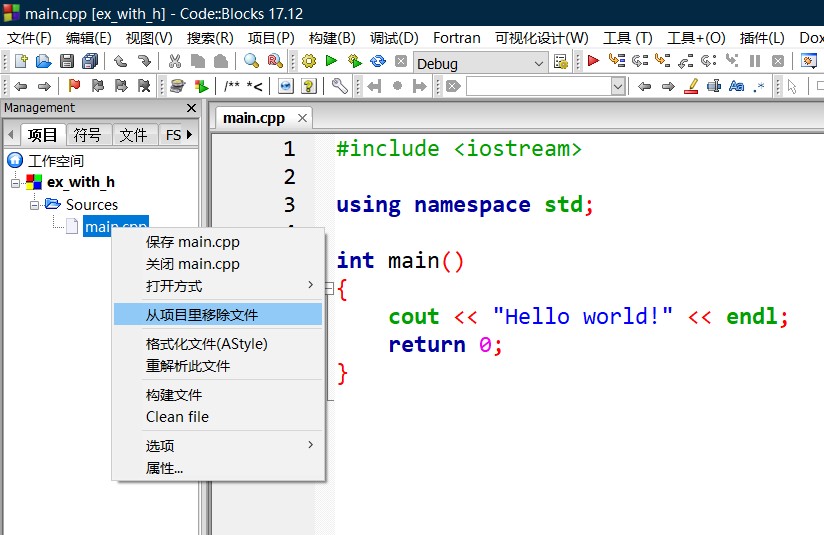 main.cpp [ex_with_h] - Code::Blocks 17.12
文件(F) 编辑(E) 视图(V) 搜索(R) 项目(P) 构建(B) 调试(D) Fortran 可视化设计(W) 工具 (T) 工具+(O) 插件(L) Dox
Debug
/** *<
Aa .*
Management
main.cpp
项目 符号 文件 FS
工作空间
ex_with_h
Sources
main.cpp
保存 main.cpp
关闭 main.cpp
打开方式
从项目里移除文件
格式化文件(AStyle)
重解析此文件
构建文件
Clean file
选项
属性...
1 #include <iostream>
2
3 using namespace std;
int main()
{
cout << "Hello world!" << endl;
return 0;
}